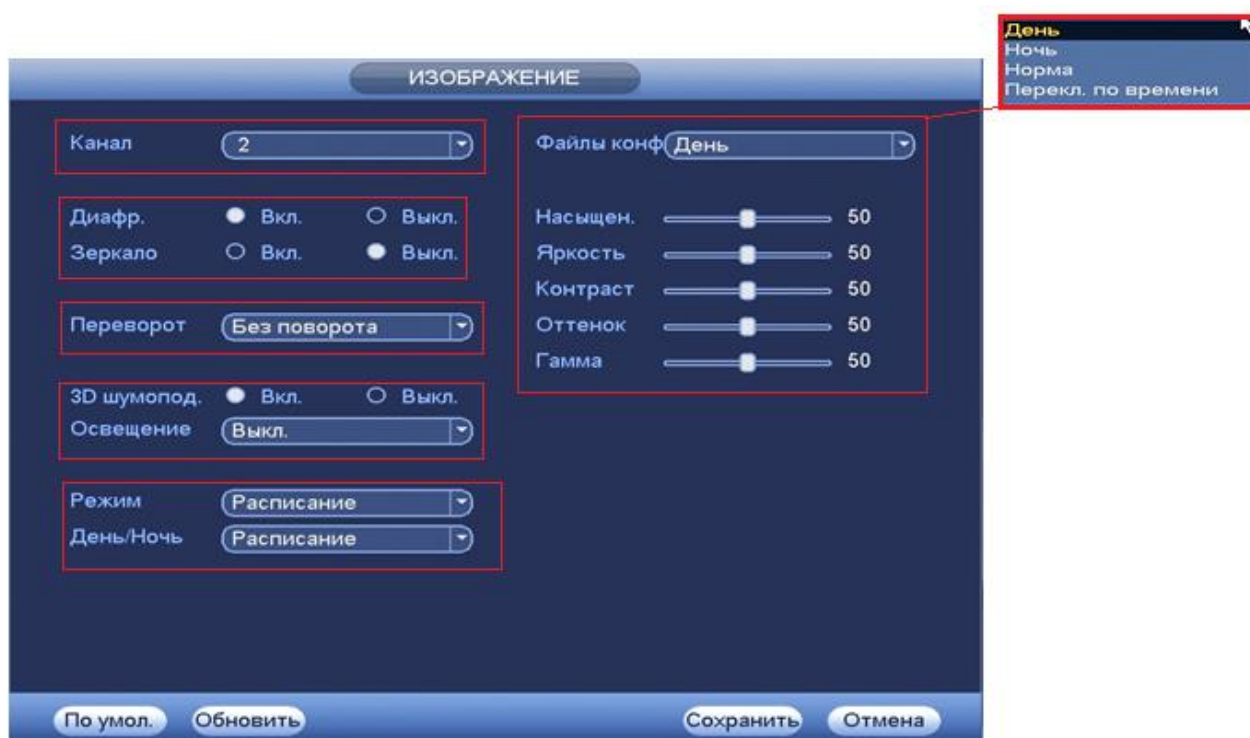 ИЗОБРАЖЕНИЕ
Канал 2
Диафр. Вкл. Выкл.
Зеркало Вкл. Выкл.
Переворот Без поворота
3D шумопод. Вкл. Выкл.
Освещение Выкл.
Режим Расписание
День/Ночь Расписание
Файлы конф День
Насыщен. 50
Яркость 50
Контраст 50
Оттенок 50
Гамма 50
День
Ночь
Норма
Перекл. по времени
По умол. Обновить Сохранить Отмена